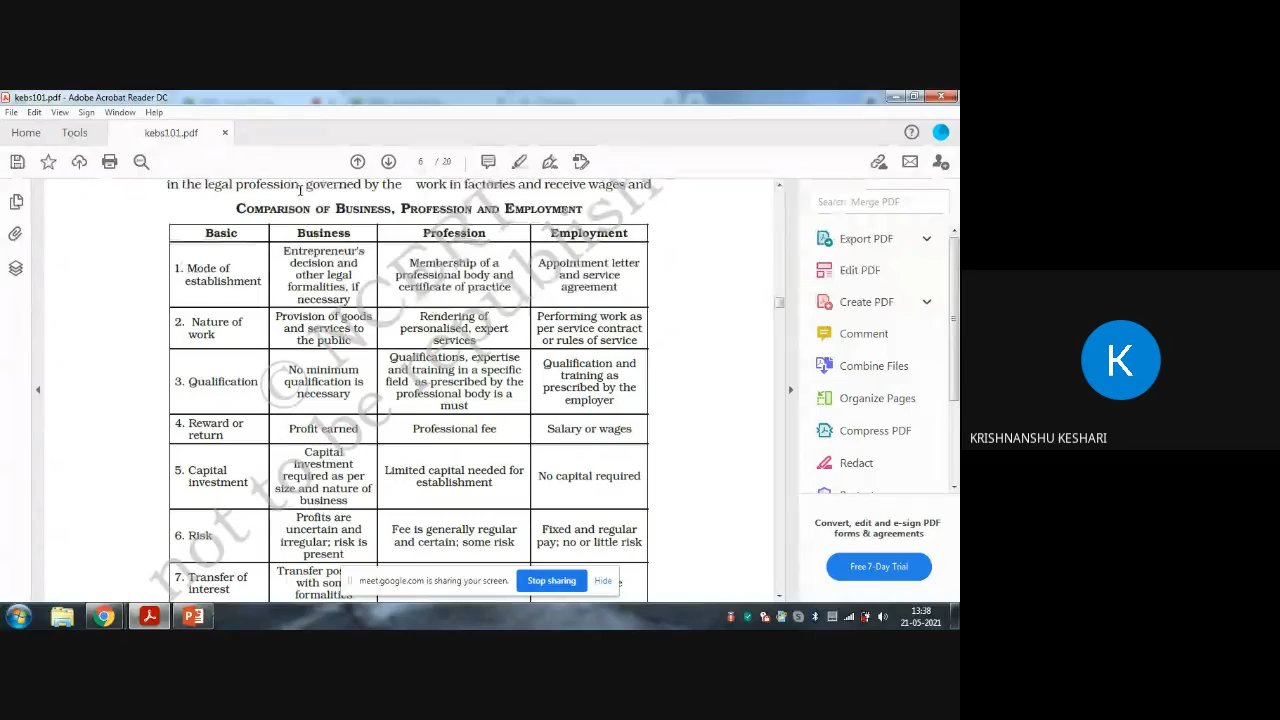 kebs101.pdf - Adobe Acrobat Reader DC
File Edit View Sign Window Help
Home Tools kebs101.pdf ×
6 / 20
in the legal profession, governed by the work in factories and receive wages and
COMPARISON OF BUSINESS, PROFESSION AND EMPLOYMENT
Basic Business Profession Employment
1. Mode of establishment
Entrepreneur's
decision and
other legal
formalities, if
necessary
Membership of a
professional body and
certificate of practice
Appointment letter
and service
agreement
2. Nature of
work
Provision of goods
and services to
the public
Rendering of
personalised, expert
services
Performing work as
per service contract
or rules of service
3. Qualification
No minimum
qualification is
necessary
Qualifications, expertise
and training in a specific
field as prescribed by the
professional body is a
must
Qualification and
training as
prescribed by the
employer
4. Reward or
return
Profit earned
Professional fee
Salary or wages
5. Capital
investment
Capital
investment
required as per
size and nature of
business
Limited capital needed for
establishment
No capital required
6. Risk
Profits are
uncertain and
irregular; risk is
present
Fee is generally regular
and certain; some risk
Fixed and regular
pay; no or little risk
7. Transfer of
interest
Transfer
with
formalities
© NCERT
not to be republish
meet.google.com is sharing your screen. Stop sharing Hide
Search: Merge PDF
Export PDF
Edit PDF
Create PDF
Comment
Combine Files
Organize Pages
Compress PDF
Redact
Convert, edit and e-sign PDF
forms & agreements
Free 7-Day Trial
13:38
21-05-2021
K
KRISHNANSHU KESHARI